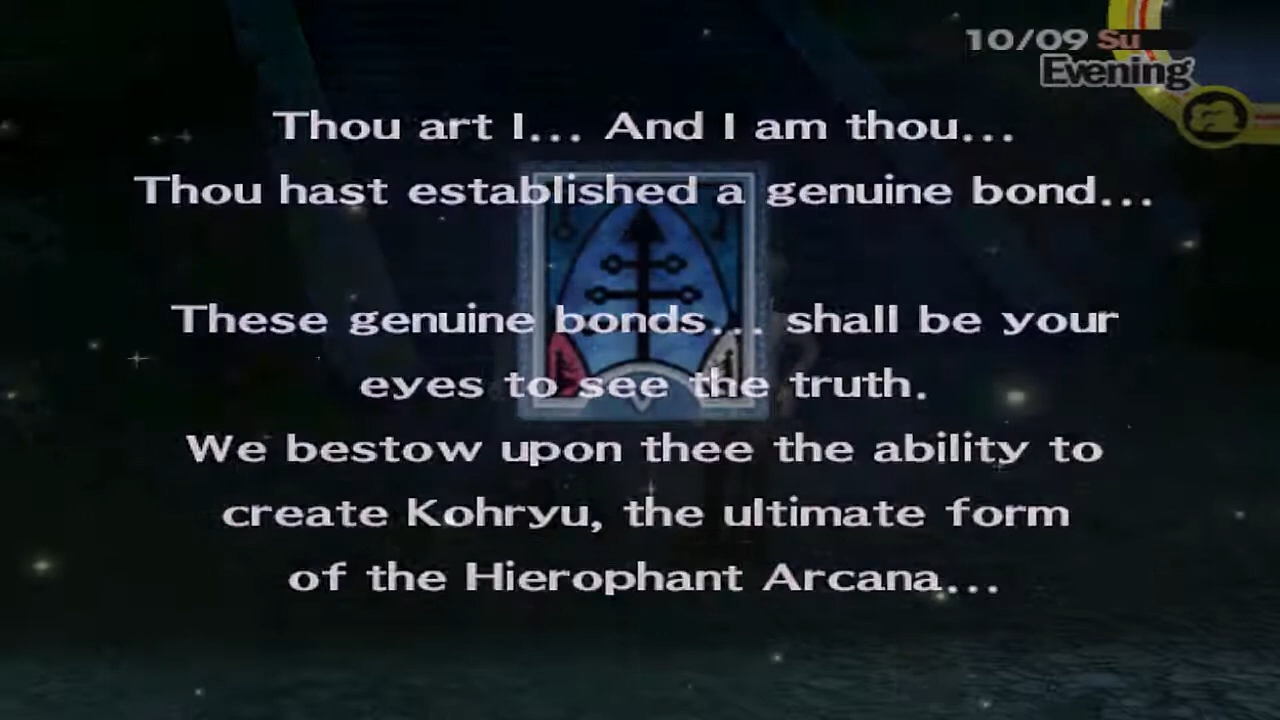 10/09 Su
Evening
Thou art I... And I am thou...
Thou hast established a genuine bond...
These genuine bonds... shall be your
eyes to see the truth.
We bestow upon thee the ability to
create Kohryu, the ultimate form
of the Hierophant Arcana...